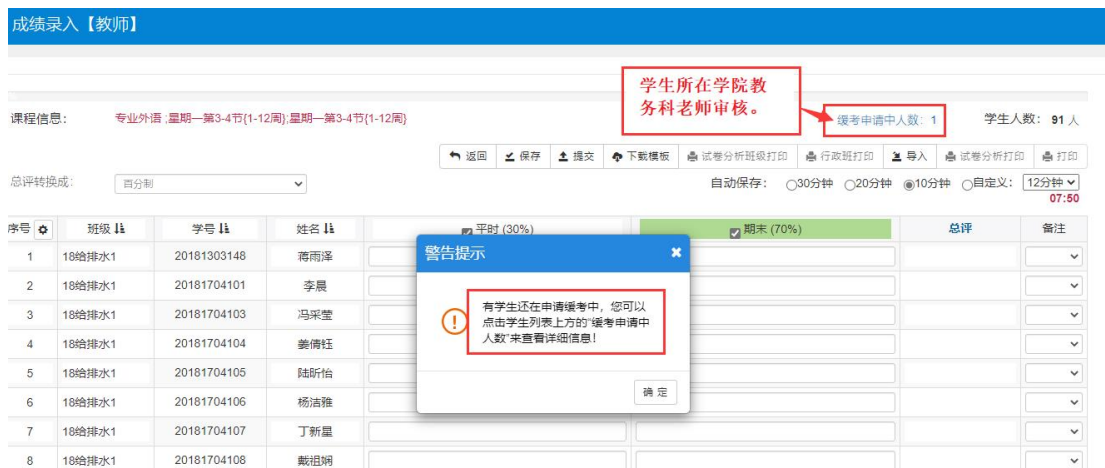 成绩录入【教师】
学生所在学院教
务科老师审核。
课程信息: 专业外语 ;星期一第3-4节{1-12周};星期一第3-4节{1-12周} 缓考申请中人数: 1 学生人数: 91 人
返回 保存 提交 下载模板 试卷分析班级打印 行政班打印 导入 试卷分析打印 打印
总评转换成: 百分制 自动保存: 30分钟 20分钟 10分钟 自定义: 12分钟
07:50
序号 班级 学号 姓名 平时 (30%) 期末 (70%) 总评 备注
警告提示
有学生还在申请缓考中,您可以
点击学生列表上方的“缓考申请中
人数”来查看详细信息!
确 定
1 18给排水1 20181303148 蒋雨泽
2 18给排水1 20181704101 李晨
3 18给排水1 20181704103 冯采莹
4 18给排水1 20181704104 姜倩钰
5 18给排水1 20181704105 陆昕怡
6 18给排水1 20181704106 杨洁雅
7 18给排水1 20181704107 丁新星
8 18给排水1 20181704108 戴祖娴